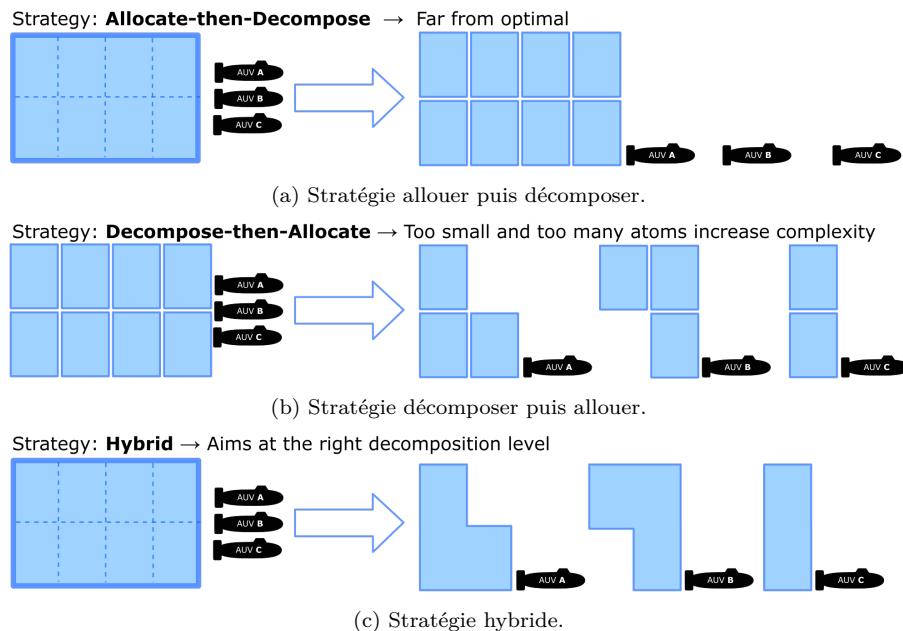 Strategy: Allocate-then-Decompose → Far from optimal
AUV A
AUV B
AUV C
AUV A AUV B AUV C
(a) Stratégie allouer puis décomposer.
Strategy: Decompose-then-Allocate → Too small and too many atoms increase complexity
AUV A
AUV B
AUV C
AUV A AUV B AUV C
(b) Stratégie décomposer puis allouer.
Strategy: Hybrid → Aims at the right decomposition level
AUV A
AUV B
AUV C
AUV A AUV B AUV C
(c) Stratégie hybride.